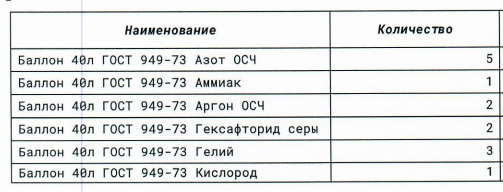 Наименование Количество
Баллон 40л ГОСТ 949-73 Азот ОСЧ 5
Баллон 40л ГОСТ 949-73 Аммиак 1
Баллон 40л ГОСТ 949-73 Аргон ОСЧ 2
Баллон 40л ГОСТ 949-73 Гексафторид серы 2
Баллон 40л ГОСТ 949-73 Гелий 3
Баллон 40л ГОСТ 949-73 Кислород 1